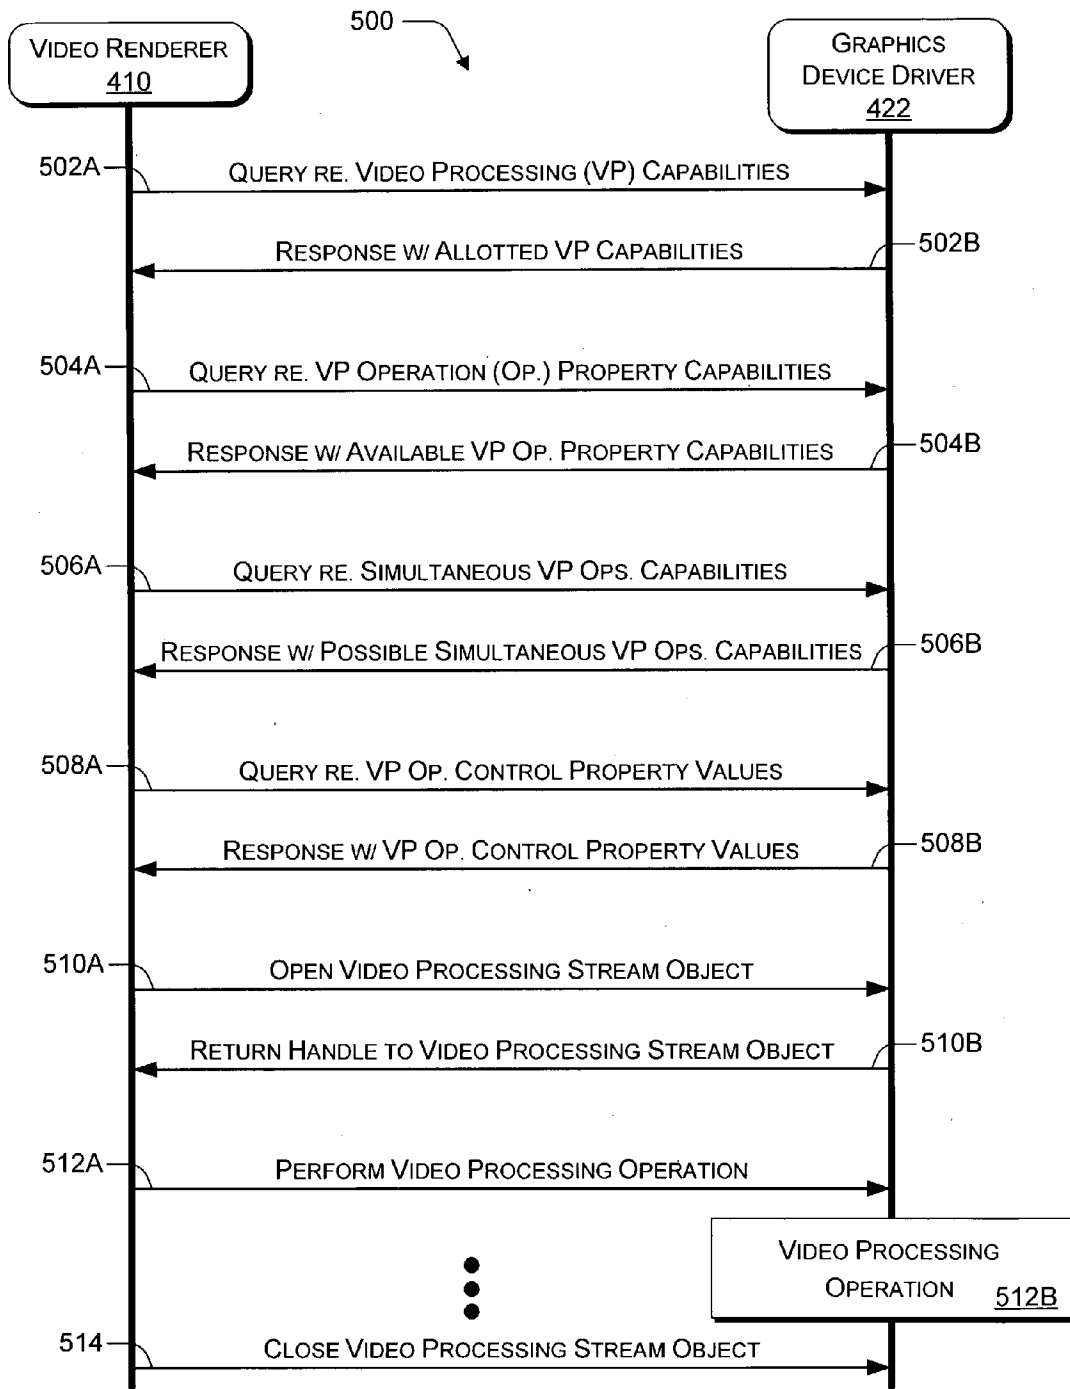 500
VIDEO RENDERER
410
GRAPHICS
DEVICE DRIVER
422
502A
QUERY RE. VIDEO PROCESSING (VP) CAPABILITIES
RESPONSE W/ ALLOTTED VP CAPABILITIES
502B
504A
QUERY RE. VP OPERATION (OP.) PROPERTY CAPABILITIES
RESPONSE W/ AVAILABLE VP OP. PROPERTY CAPABILITIES
504B
506A
QUERY RE. SIMULTANEOUS VP OPS. CAPABILITIES
RESPONSE W/ POSSIBLE SIMULTANEOUS VP OPS. CAPABILITIES
506B
508A
QUERY RE. VP OP. CONTROL PROPERTY VALUES
RESPONSE W/ VP OP. CONTROL PROPERTY VALUES
508B
510A
OPEN VIDEO PROCESSING STREAM OBJECT
RETURN HANDLE TO VIDEO PROCESSING STREAM OBJECT
510B
512A
PERFORM VIDEO PROCESSING OPERATION
VIDEO PROCESSING
OPERATION
512B
514
CLOSE VIDEO PROCESSING STREAM OBJECT